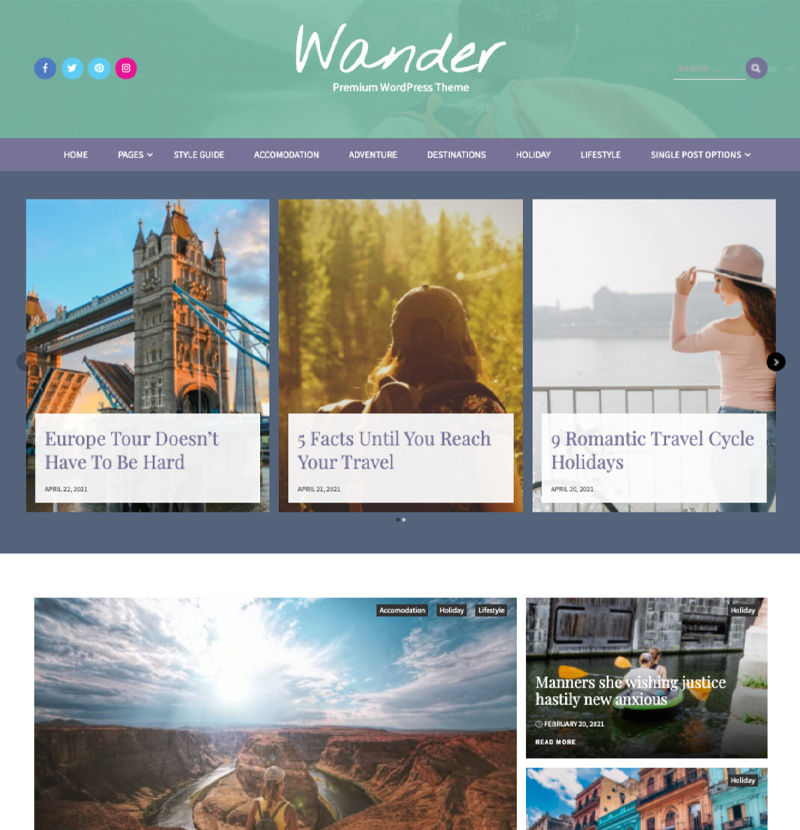 Wander
Premium WordPress Theme
Search ...
HOME
PAGES
STYLE GUIDE
ACCOMODATION
ADVENTURE
DESTINATIONS
HOLIDAY
LIFESTYLE
SINGLE POST OPTIONS
Europe Tour Doesn't
Have To Be Hard
APRIL 22, 2021
5 Facts Until You Reach
Your Travel
APRIL 21, 2021
9 Romantic Travel Cycle
Holidays
APRIL 20, 2021
Accomodation
Holiday
Lifestyle
Holiday
Manners she wishing justice
hastily new anxious
FEBRUARY 20, 2021
READ MORE
Holiday